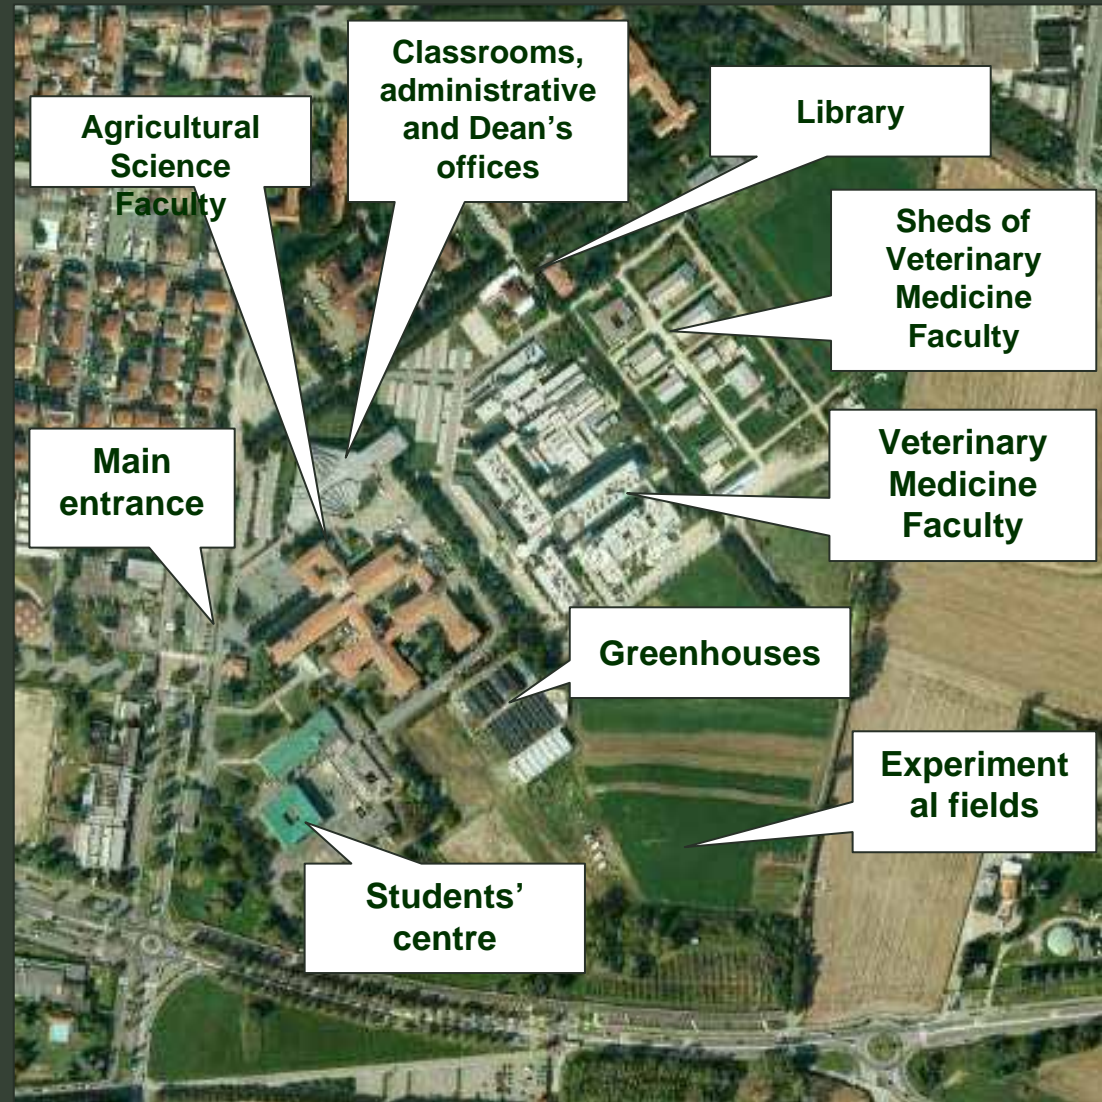 Classrooms,
administrative
and Dean’s
offices
Agricultural
Science
Faculty
Library
Sheds of
Veterinary
Medicine
Faculty
Main
entrance
Veterinary
Medicine
Faculty
Greenhouses
Experiment
al fields
Students’
centre